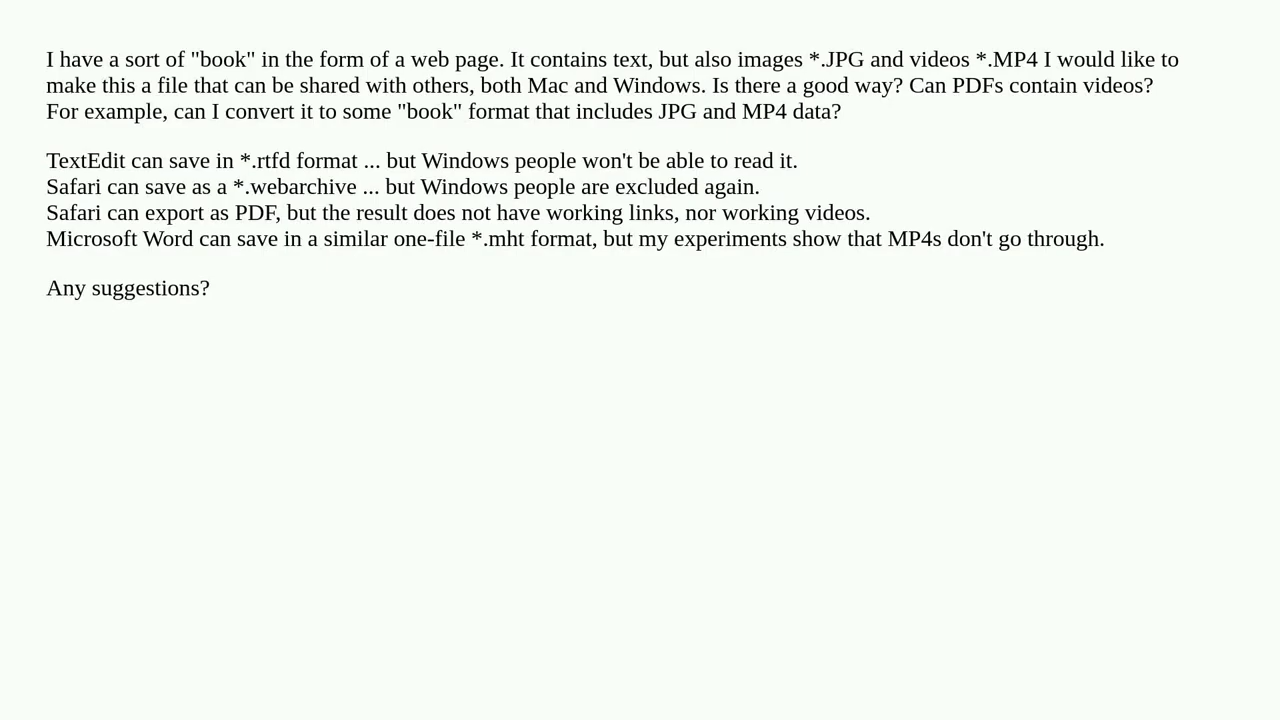 I have a sort of "book" in the form of a web page. It contains text, but also images *.JPG and videos *.MP4 I would like to
make this a file that can be shared with others, both Mac and Windows. Is there a good way? Can PDFs contain videos?
For example, can I convert it to some "book" format that includes JPG and MP4 data?
TextEdit can save in *.rtfd format ... but Windows people won't be able to read it.
Safari can save as a *.webarchive ... but Windows people are excluded again.
Safari can export as PDF, but the result does not have working links, nor working videos.
Microsoft Word can save in a similar one-file *.mht format, but my experiments show that MP4s don't go through.
Any suggestions?